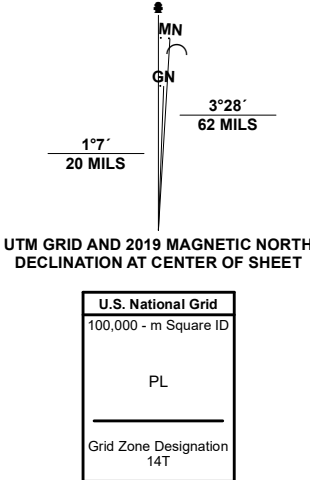 MN
GN
3°28´
62 MILS
1°7´
20 MILS
UTM GRID AND 2019 MAGNETIC NORTH
DECLINATION AT CENTER OF SHEET
U.S. National Grid
100,000 - m Square ID
PL
Grid Zone Designation
14T